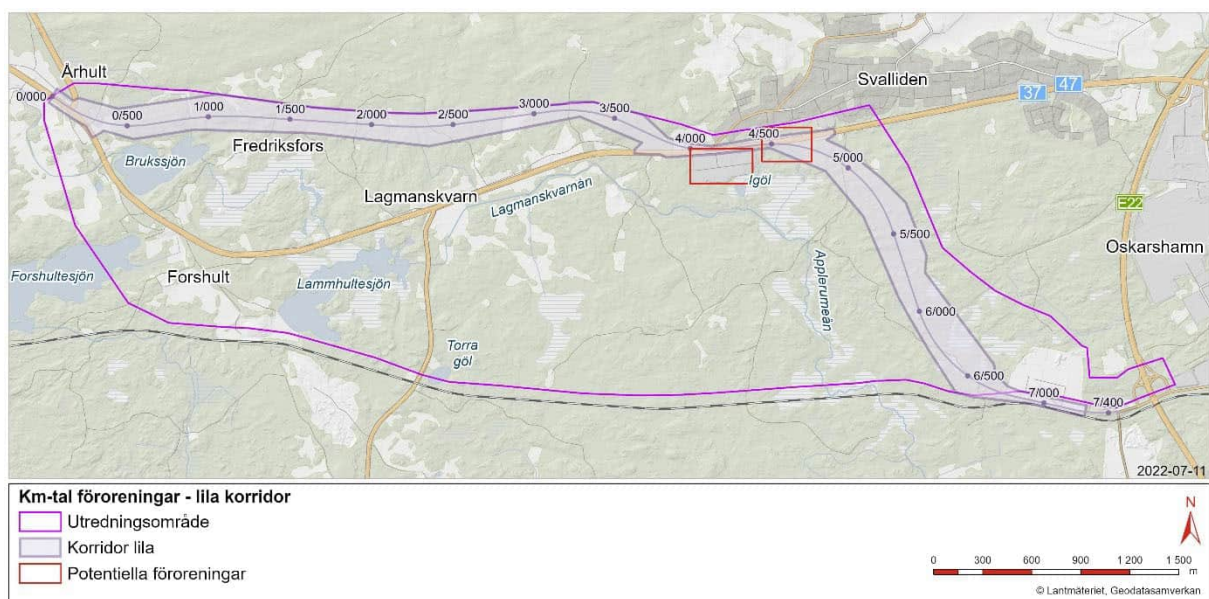 Århult
0/000
0/500
1/000
1/500
2/000
2/500
3/000
3/500
4/000
4/500
5/000
5/500
6/000
6/500
7/000
7/400
Svalliden
37
47
E22
Oskarshamn
Brukssjön
Fredriksfors
Lagmanskvarn
Lagmanskvarnån
Igöl
Applerumeån
Forshultesjön
Forshult
Lammhultesjön
Torra
göl
2022-07-11
Km-tal föroreningar - lila korridor
Utredningsområde
Korridor lila
Potentiella föroreningar
N
0 300 600 900 1 200 1 500
m
© Lantmäteriet, Geodatasamverkan